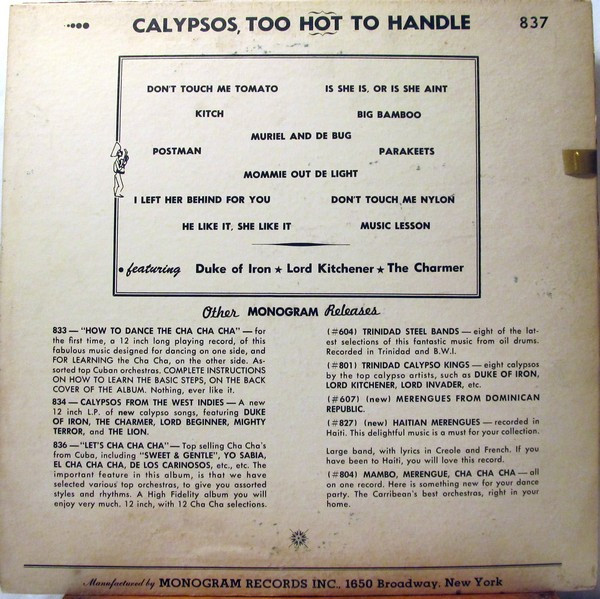 CALYPSOS, TOO HOT TO HANDLE 837
DON'T TOUCH ME TOMATO IS SHE IS, OR IS SHE AINT
KITCH BIG BAMBOO
MURIEL AND DE BUG
POSTMAN PARAKEETS
MOMMIE OUT DE LIGHT
I LEFT HER BEHIND FOR YOU DON'T TOUCH ME NYLON
HE LIKE IT, SHE LIKE IT MUSIC LESSON
• featuring Duke of Iron ★ Lord Kitchener ★ The Charmer
Other MONOGRAM Releases
833 — "HOW TO DANCE THE CHA CHA CHA" — for
the first time, a 12 inch long playing record, of this
fabulous music designed for dancing on one side, and
FOR LEARNING the Cha Cha, on the other side. As-
sorted top Cuban orchestras. COMPLETE INSTRUCTIONS
ON HOW TO LEARN THE BASIC STEPS, ON THE BACK
COVER OF THE ALBUM. Nothing, ever like it.
834 — CALYPSOS FROM THE WEST INDIES — A new
12 inch L.P. of new calypso songs, featuring DUKE
OF IRON, THE CHARMER, LORD BEGINNER, MIGHTY
TERROR, and THE LION.
836 — "LET'S CHA CHA CHA" — Top selling Cha Cha's
from Cuba, including "SWEET & GENTLE", YO SABIA,
EL CHA CHA CHA, DE LOS CARINOSOS, etc., etc. The
important feature in this album, is that we have
selected various top orchestras, to give you assorted
styles and rhythms. A High Fidelity album you will
enjoy very much. 12 inch, with 12 Cha Cha selections.
(#604) TRINIDAD STEEL BANDS — eight of the lat-
est selections of this fantastic music from oil drums.
Recorded in Trinidad and B.W.I.
(#801) TRINIDAD CALYPSO KINGS — eight calypsos
by the top calypso artists, such as DUKE OF IRON,
LORD KITCHENER, LORD INVADER, etc.
(#607) (new) MERENGUES FROM DOMINICAN
REPUBLIC.
(#827) (new) HAITIAN MERENGUES — recorded in
Haiti. This delightful music is a must for your collection.
Large band, with lyrics in Creole and French. If you
have been to Haiti, you will love this record.
(#804) MAMBO, MERENGUE, CHA CHA CHA — all
on one record. Here is something new for your dance
party. The Carribean's best orchestras, right in your
home.
Manufactured by MONOGRAM RECORDS INC., 1650 Broadway, New York